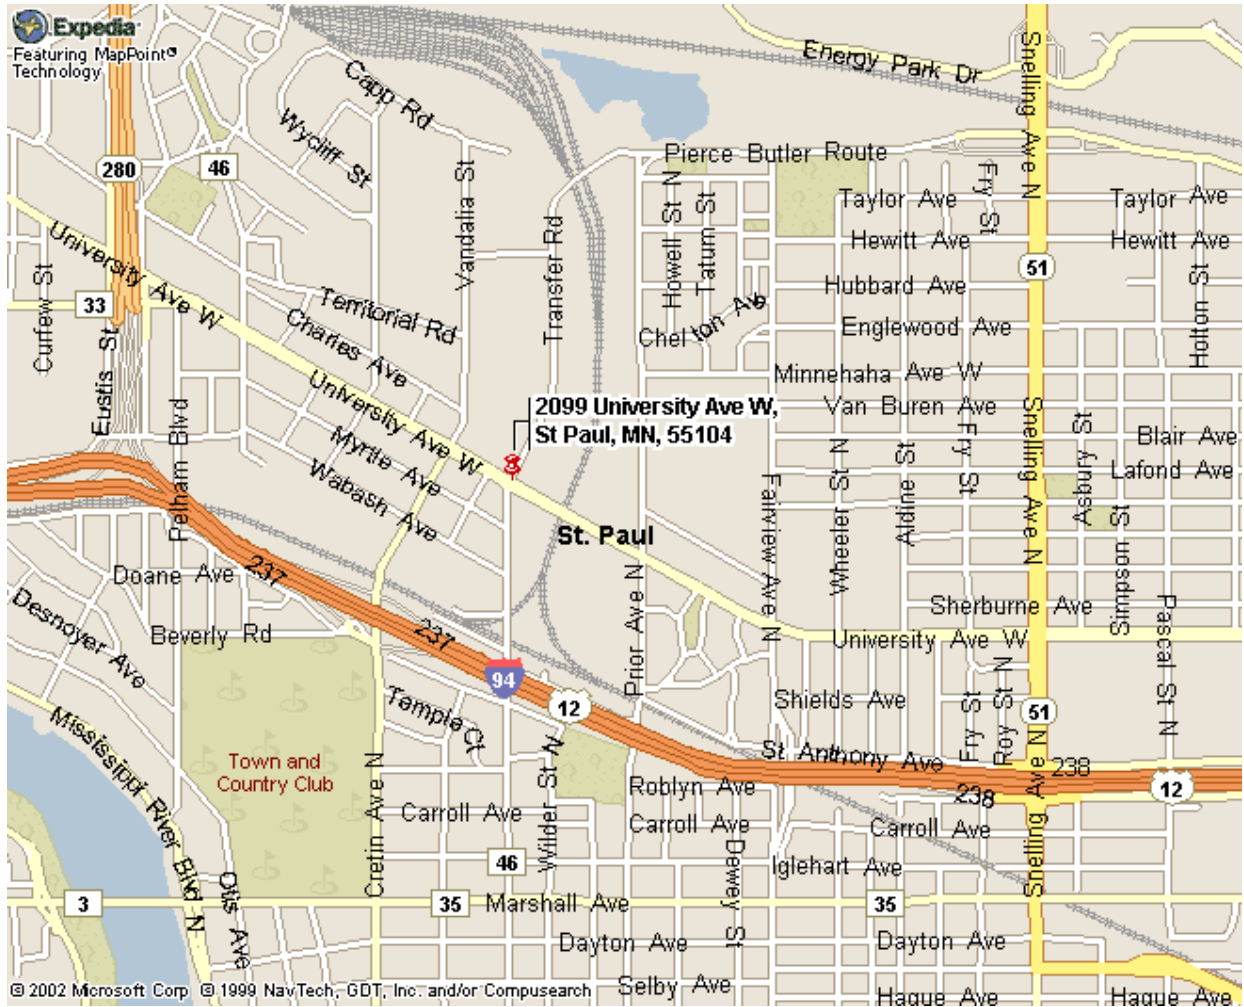 Expedia
Featuring MapPoint®
Technology
Energy Park Dr
Snelling Ave N
Capp Rd
Wycliff St
280
46
Pierce Butler Route
Vandalia St
Transfer Rd
Howell St N
Tatum St
Taylor Ave
Fry St
Taylor Ave
Hewitt Ave
Hewitt Ave
University Ave W
51
Curfew St
33
Territorial Rd
Hubbard Ave
Holton St
Charles Ave
Chelton Ave
Englewood Ave
Eustis St
University Ave W
Minnehaha Ave W
2099 University Ave W,
St Paul, MN, 55104
Van Buren Ave
Snelling Ave N
Pelham Blvd
Myrtle Ave
Wabash Ave
Fry St
Asbury St
Blair Ave
Lafond Ave
Fairview Ave N
Wheeler St N
Aldine St
St. Paul
Simpson St
Doane Ave
237
Prior Ave N
Sherburne Ave
Pascal St N
Desnoyer Ave
Beverly Rd
237
University Ave W
94
12
Temple Ct
Shields Ave
Fry St
Roy St N
51
Mississippi River Blvd N
Town and
Country Club
Cretin Ave N
Wilder St N
St Anthony Ave
238
Roblyn Ave
238
12
Carroll Ave
Carroll Ave
Carroll Ave
Snelling Ave N
46
Dewey St
Iglehart Ave
Otis Ave
3
35
Marshall Ave
35
Dayton Ave
Dayton Ave
Selby Ave
Hague Ave
Hague Ave
© 2002 Microsoft Corp © 1999 NavTech, GDT, Inc. and/or Compusearch